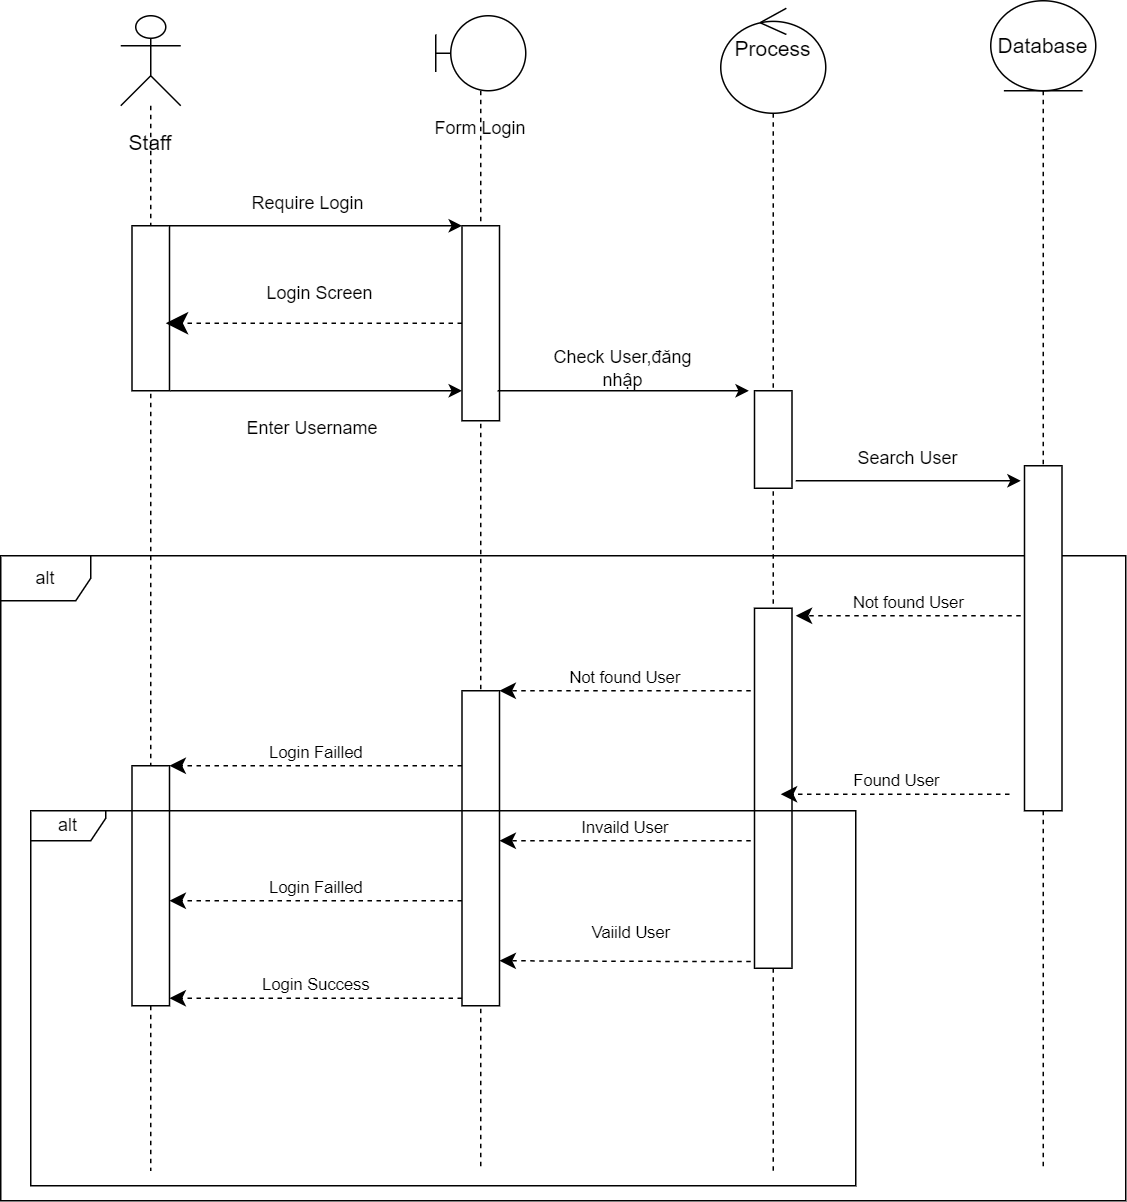 Staff
Form Login
Process
Database
Require Login
Login Screen
Check User,đăng
nhập
Enter Username
Search User
alt
Not found User
Not found User
Login Failled
Found User
alt
Invaild User
Login Failled
Vaiild User
Login Success